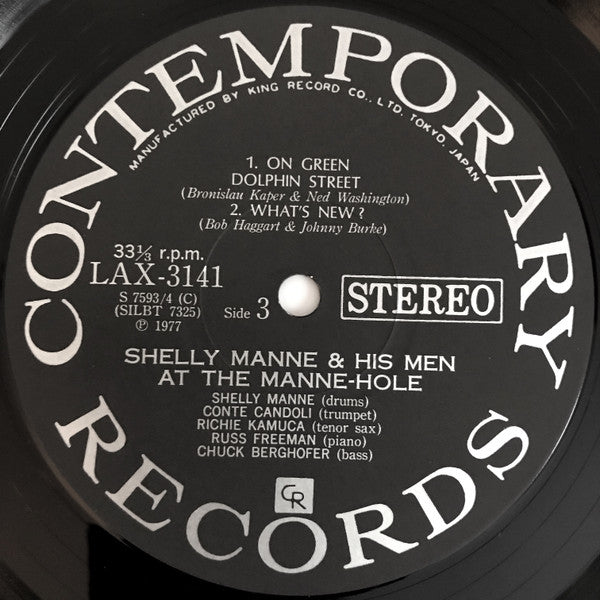 CONTEMPORARY
MANUFACTURED BY KING RECORD CO., LTD. TOKYO, JAPAN
1. ON GREEN
DOLPHIN STREET
(Bronislau Kaper & Ned Washington)
2. WHAT'S NEW?
(Bob Haggart & Johnny Burke)
33⅓ r.p.m.
LAX-3141
S 7593/4 (C)
(SILBT 7325)
℗ 1977
Side 3
STEREO
SHELLY MANNE & HIS MEN
AT THE MANNE-HOLE
SHELLY MANNE (drums)
CONTE CANDOLI (trumpet)
RICHIE KAMUCA (tenor sax)
RUSS FREEMAN (piano)
CHUCK BERGHOFER (bass)
CR
RECORDS